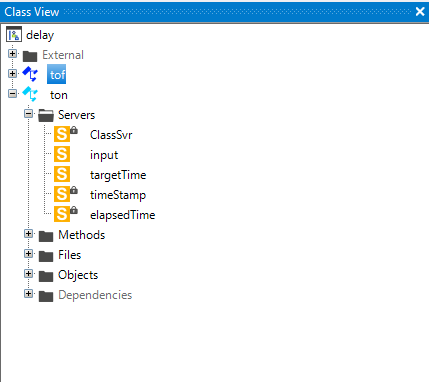 Class View
delay
External
tof
ton
Servers
S ClassSvr
S input
S targetTime
S timeStamp
S elapsedTime
Methods
Files
Objects
Dependencies